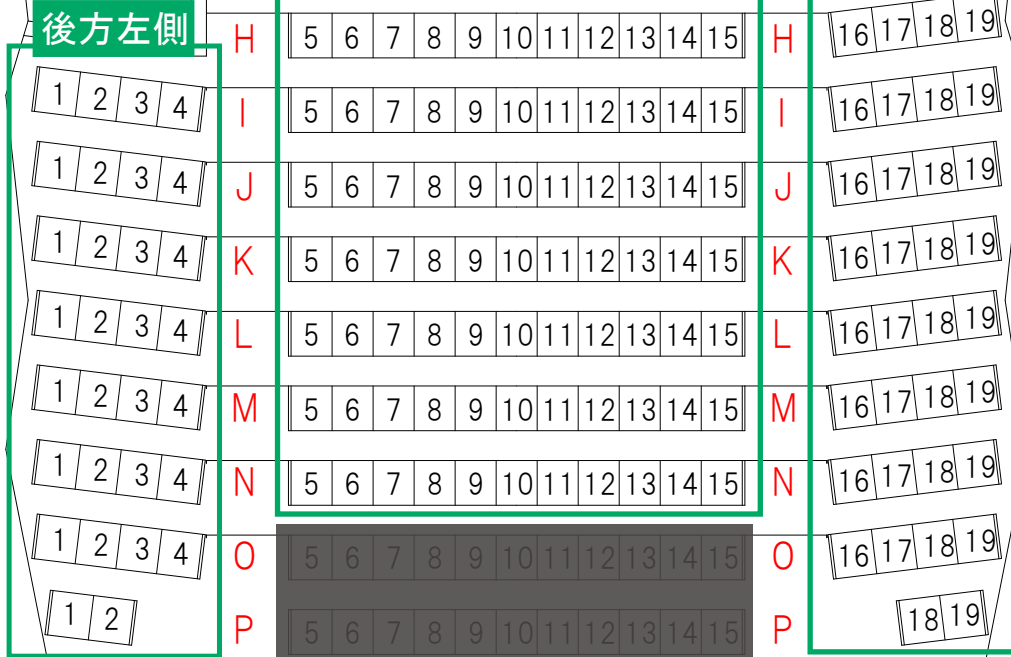 後方左側
H 5 6 7 8 9 10 11 12 13 14 15 H 16 17 18 19
1 2 3 4 I 5 6 7 8 9 10 11 12 13 14 15 I 16 17 18 19
1 2 3 4 J 5 6 7 8 9 10 11 12 13 14 15 J 16 17 18 19
1 2 3 4 K 5 6 7 8 9 10 11 12 13 14 15 K 16 17 18 19
1 2 3 4 L 5 6 7 8 9 10 11 12 13 14 15 L 16 17 18 19
1 2 3 4 M 5 6 7 8 9 10 11 12 13 14 15 M 16 17 18 19
1 2 3 4 N 5 6 7 8 9 10 11 12 13 14 15 N 16 17 18 19
1 2 3 4 O 5 6 7 8 9 10 11 12 13 14 15 O 16 17 18 19
1 2 P 5 6 7 8 9 10 11 12 13 14 15 P 18 19